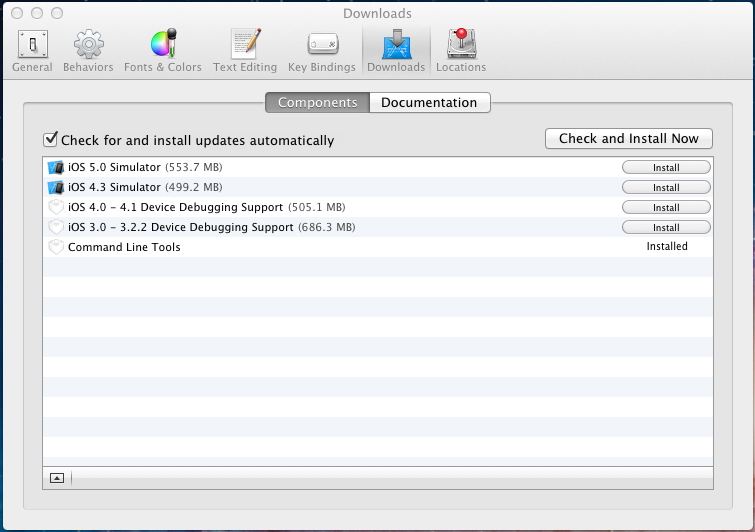 Downloads
General Behaviors Fonts & Colors Text Editing Key Bindings Downloads Locations
Components Documentation
Check for and install updates automatically Check and Install Now
iOS 5.0 Simulator (553.7 MB) Install
iOS 4.3 Simulator (499.2 MB) Install
iOS 4.0 – 4.1 Device Debugging Support (505.1 MB) Install
iOS 3.0 – 3.2.2 Device Debugging Support (686.3 MB) Install
Command Line Tools Installed